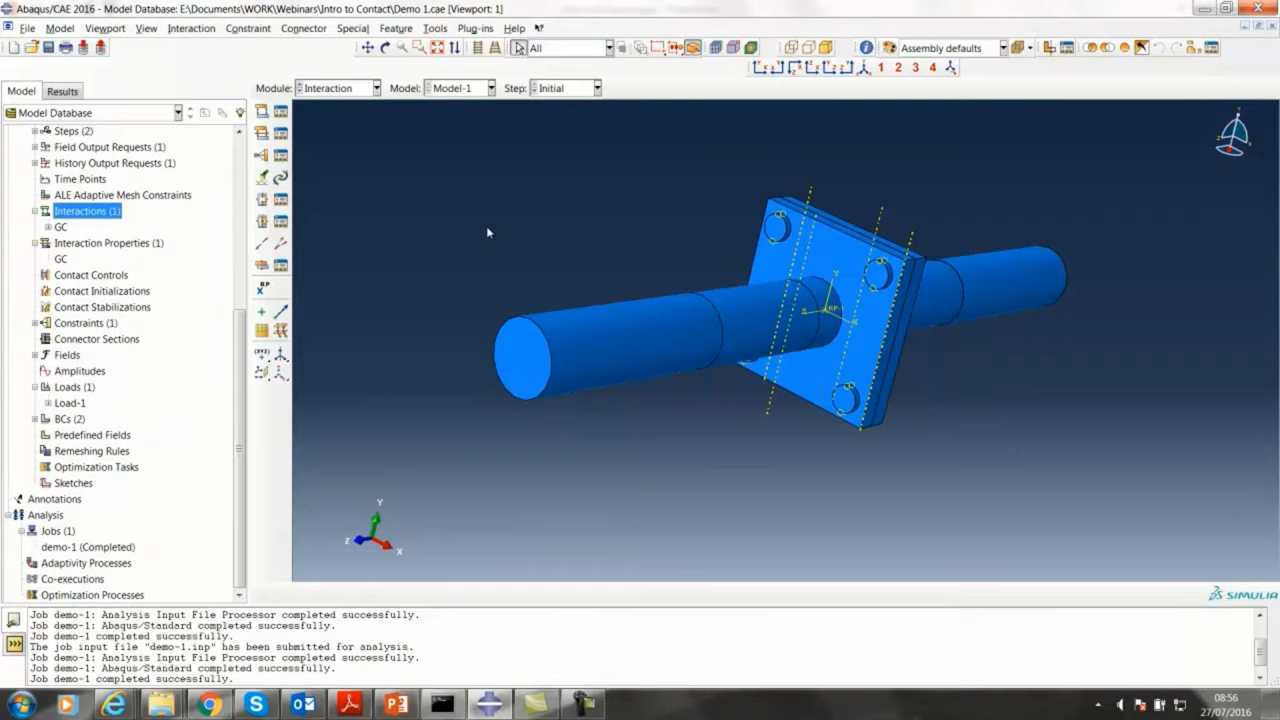 Abaqus/CAE 2016 - Model Database: E:\Documents\WORK\Webinars\Intro to Contact\Demo 1.cae [Viewport: 1]
File Model Viewport View Interaction Constraint Connector Special Feature Tools Plug-ins Help
All Assembly defaults
1 2 3 4
Model Results Module: Interaction Model: Model-1 Step: Initial
Model Database
Steps (2)
Field Output Requests (1)
History Output Requests (1)
Time Points
ALE Adaptive Mesh Constraints
Interactions (1)
GC
Interaction Properties (1)
GC
Contact Controls
Contact Initializations
Contact Stabilizations
Constraints (1)
Connector Sections
Fields
Amplitudes
Loads (1)
Load-1
BCs (2)
Predefined Fields
Remeshing Rules
Optimization Tasks
Sketches
Annotations
Analysis
Jobs (1)
demo-1 (Completed)
Adaptivity Processes
Co-executions
Optimization Processes
RP
(XYZ)
RP
Y
Z
X
SIMULIA
Job demo-1: Analysis Input File Processor completed successfully.
Job demo-1: Abaqus/Standard completed successfully.
Job demo-1 completed successfully.
The job input file "demo-1.inp" has been submitted for analysis.
Job demo-1: Analysis Input File Processor completed successfully.
Job demo-1: Abaqus/Standard completed successfully.
Job demo-1 completed successfully.
08:56
27/07/2016